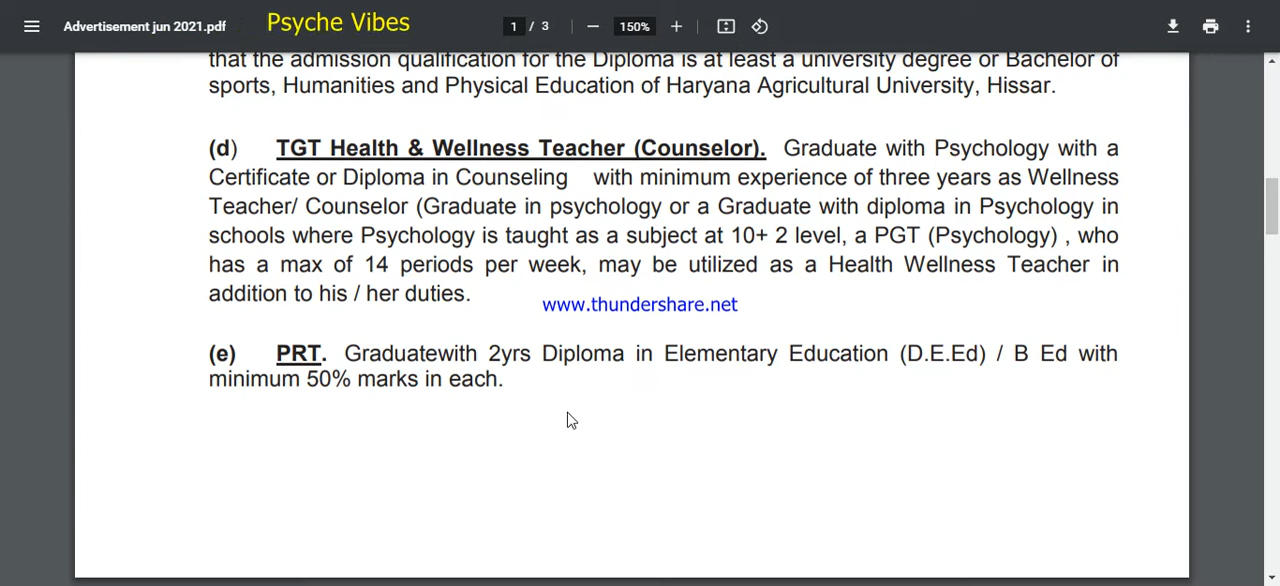 Advertisement jun 2021.pdf
Psyche Vibes
1 / 3
150%
that the admission qualification for the Diploma is at least a university degree or Bachelor of
sports, Humanities and Physical Education of Haryana Agricultural University, Hissar.
(d) TGT Health & Wellness Teacher (Counselor). Graduate with Psychology with a
Certificate or Diploma in Counseling with minimum experience of three years as Wellness
Teacher/ Counselor (Graduate in psychology or a Graduate with diploma in Psychology in
schools where Psychology is taught as a subject at 10+ 2 level, a PGT (Psychology) , who
has a max of 14 periods per week, may be utilized as a Health Wellness Teacher in
addition to his / her duties.
www.thundershare.net
(e) PRT. Graduatewith 2yrs Diploma in Elementary Education (D.E.Ed) / B Ed with
minimum 50% marks in each.